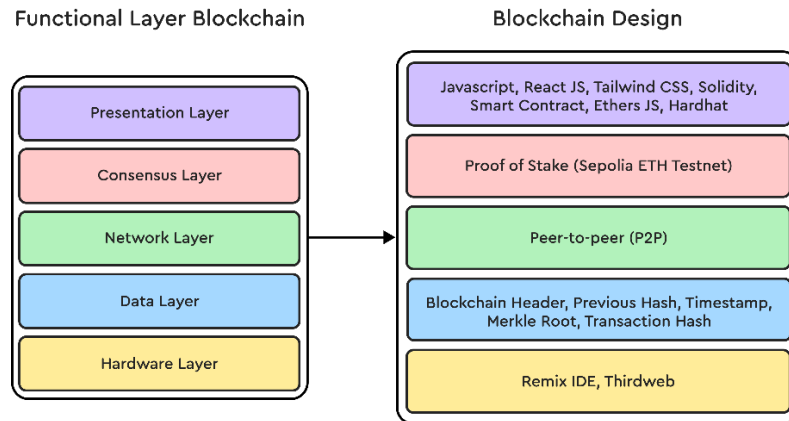 Functional Layer Blockchain
Presentation Layer
Consensus Layer
Network Layer
Data Layer
Hardware Layer
Blockchain Design
Javascript, React JS, Tailwind CSS, Solidity,
Smart Contract, Ethers JS, Hardhat
Proof of Stake (Sepolia ETH Testnet)
Peer-to-peer (P2P)
Blockchain Header, Previous Hash, Timestamp,
Merkle Root, Transaction Hash
Remix IDE, Thirdweb